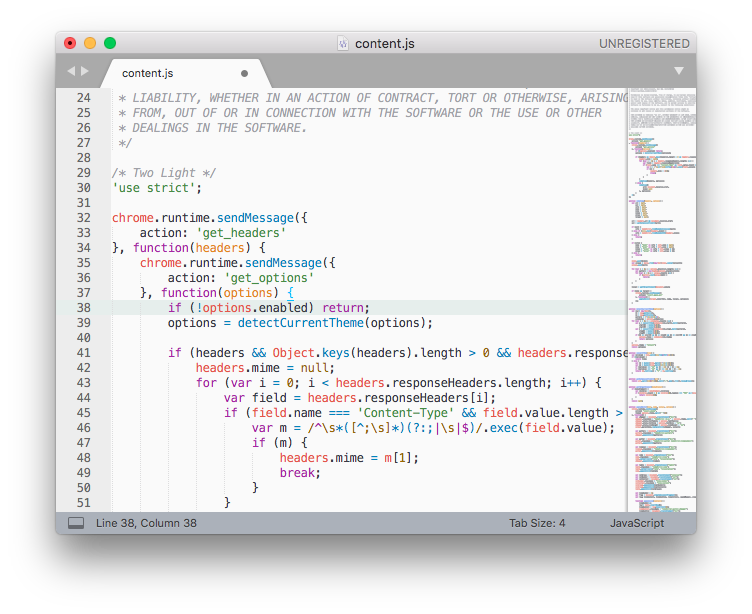 content.js
UNREGISTERED
content.js
24 * LIABILITY, WHETHER IN AN ACTION OF CONTRACT, TORT OR OTHERWISE, ARISING
25 * FROM, OUT OF OR IN CONNECTION WITH THE SOFTWARE OR THE USE OR OTHER
26 * DEALINGS IN THE SOFTWARE.
27 */
28
29 /* Two Light */
30 'use strict';
31
32 chrome.runtime.sendMessage({
33     action: 'get_headers'
34 }, function(headers) {
35     chrome.runtime.sendMessage({
36         action: 'get_options'
37     }, function(options) {
38         if (!options.enabled) return;
39         options = detectCurrentTheme(options);
40
41         if (headers && Object.keys(headers).length > 0 && headers.response
42             headers.mime = null;
43             for (var i = 0; i < headers.responseHeaders.length; i++) {
44                 var field = headers.responseHeaders[i];
45                 if (field.name === 'Content-Type' && field.value.length >
46                     var m = /^\s*([^;\s]*)(?:;|\s|$)/.exec(field.value);
47                     if (m) {
48                         headers.mime = m[1];
49                         break;
50                     }
51                 }
Line 38, Column 38
Tab Size: 4
JavaScript